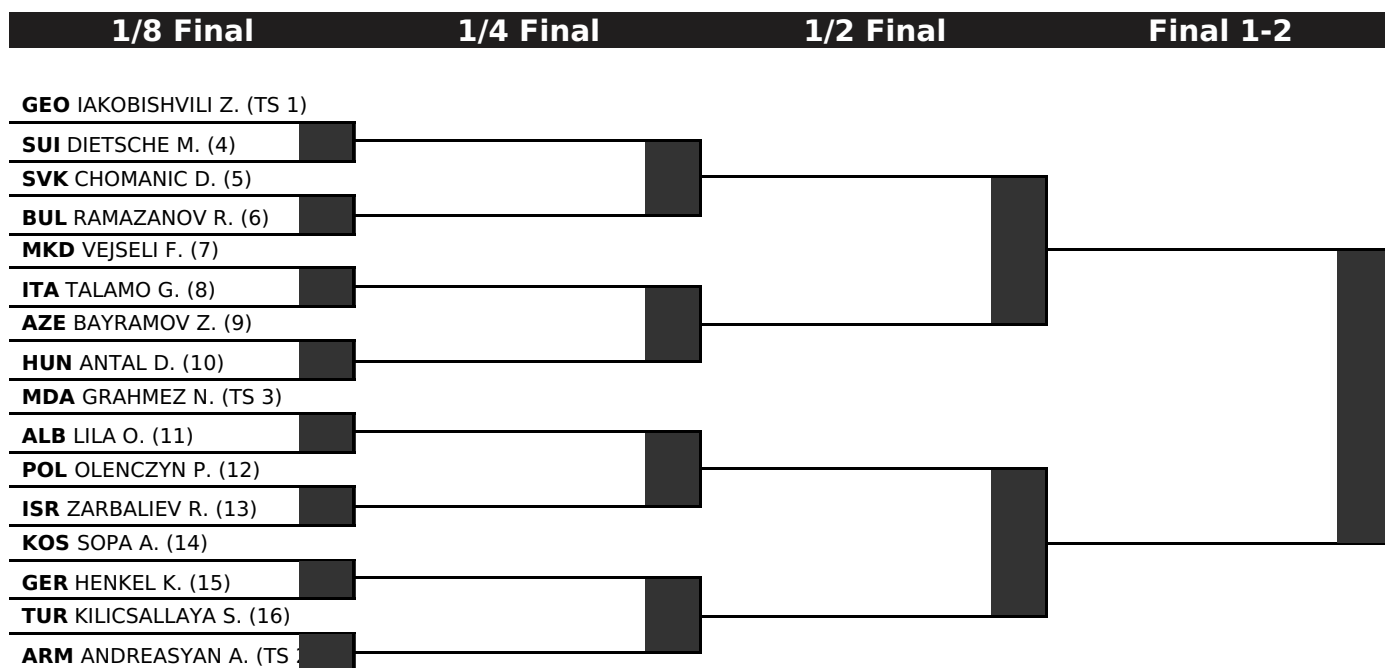 1/8 Final 1/4 Final 1/2 Final Final 1-2
GEO IAKOBISHVILI Z. (TS 1)
SUI DIETSCHE M. (4)
SVK CHOMANIC D. (5)
BUL RAMAZANOV R. (6)
MKD VEJSELI F. (7)
ITA TALAMO G. (8)
AZE BAYRAMOV Z. (9)
HUN ANTAL D. (10)
MDA GRAHMEZ N. (TS 3)
ALB LILA O. (11)
POL OLENCZYN P. (12)
ISR ZARBALIEV R. (13)
KOS SOPA A. (14)
GER HENKEL K. (15)
TUR KILICSALLAYA S. (16)
ARM ANDREASYAN A. (TS